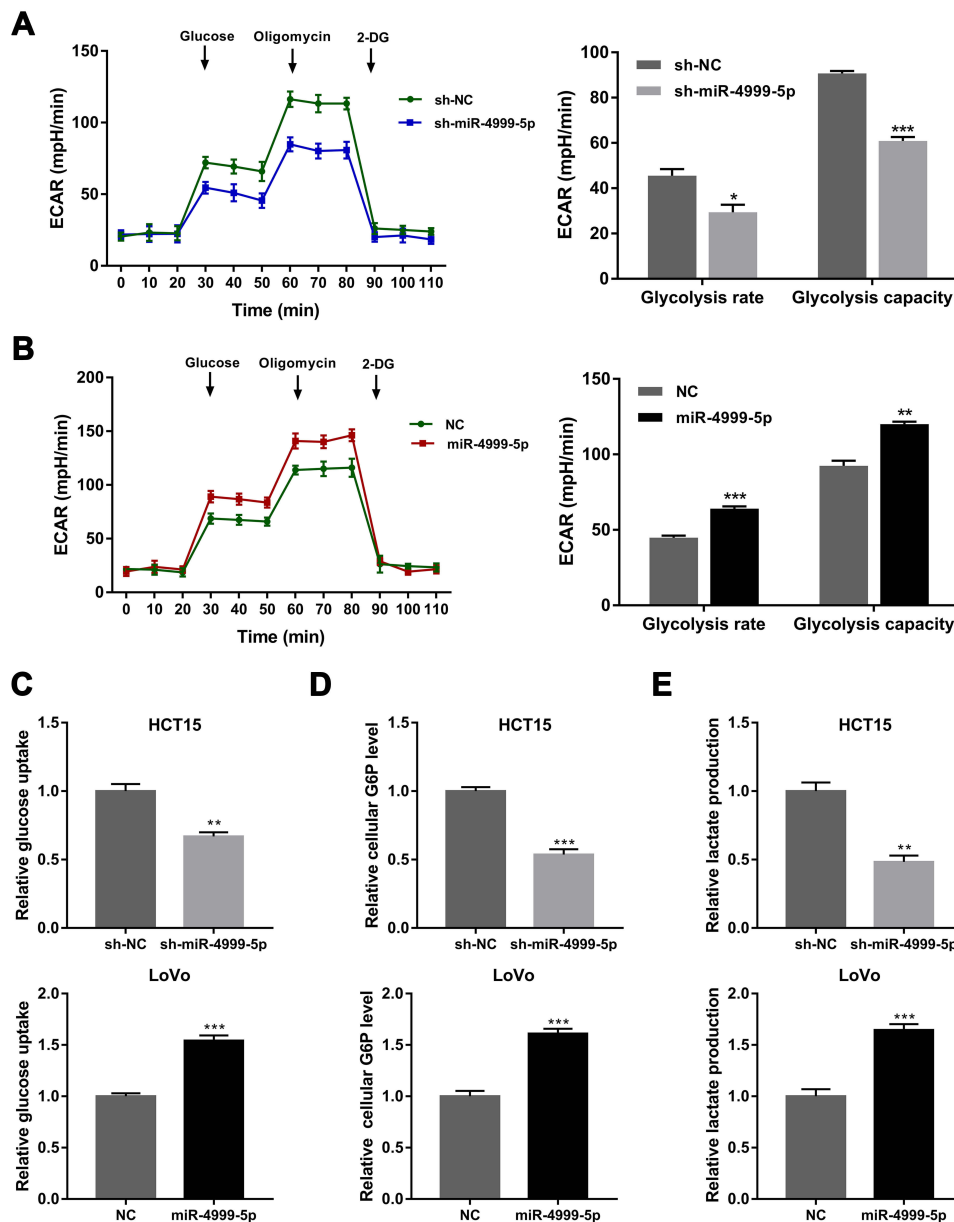 A
Glucose Oligomycin 2-DG
150
100
50
0
ECAR (mpH/min)
sh-NC
sh-miR-4999-5p
0 10 20 30 40 50 60 70 80 90 100 110
Time (min)
100
80
60
40
20
0
ECAR (mpH/min)
sh-NC
sh-miR-4999-5p
*
***
Glycolysis rate Glycolysis capacity
B
Glucose Oligomycin 2-DG
200
150
100
50
0
ECAR (mpH/min)
NC
miR-4999-5p
0 10 20 30 40 50 60 70 80 90 100 110
Time (min)
150
100
50
0
ECAR (mpH/min)
NC
miR-4999-5p
***
**
Glycolysis rate Glycolysis capacity
C
HCT15
Relative glucose uptake
1.5
1.0
0.5
0.0
**
sh-NC sh-miR-4999-5p
LoVo
Relative glucose uptake
2.0
1.5
1.0
0.5
0.0
***
NC miR-4999-5p
D
HCT15
Relative cellular G6P level
1.5
1.0
0.5
0.0
***
sh-NC sh-miR-4999-5p
LoVo
Relative cellular G6P level
2.0
1.5
1.0
0.5
0.0
***
NC miR-4999-5p
E
HCT15
Relative lactate production
1.5
1.0
0.5
0.0
**
sh-NC sh-miR-4999-5p
LoVo
Relative lactate production
2.0
1.5
1.0
0.5
0.0
***
NC miR-4999-5p